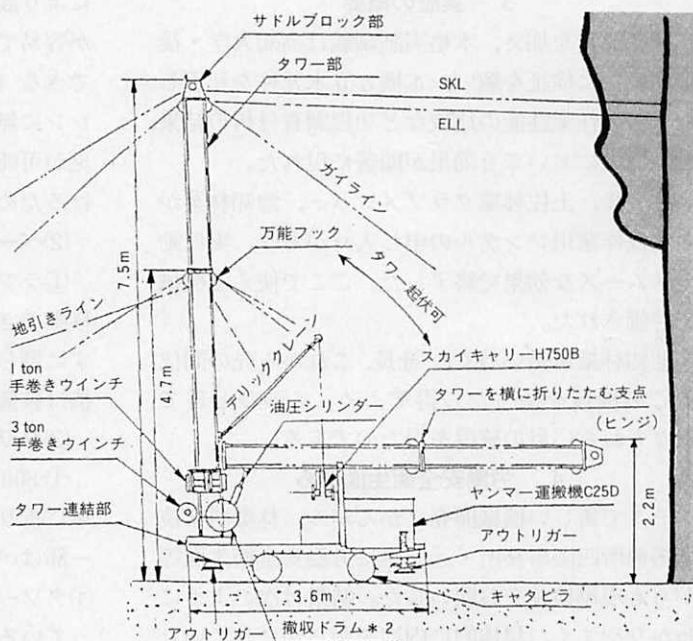 サドルブロック部
タワー部
SKL
ELL
ガイライン
万能フック
タワー起伏可
7.5m
地引きライン
1 ton
手巻きウインチ
4.7m
デリッククレーン
スカイキャリーH750B
油圧シリンダー
タワーを横に折りたたむ支点
(ヒンジ)
3 ton
手巻きウインチ
ヤンマー運搬機C25D
2.2m
タワー連結部
アウトリガー
3.6m
キャタピラ
アウトリガー
撤収ドラム*2